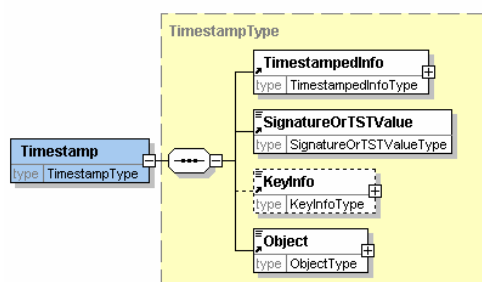 TimestampType
TimestampedInfo
type TimestampedInfoType
SignatureOrTSTValue
type SignatureOrTSTValueType
Timestamp
type TimestampType
KeyInfo
type KeyInfoType
Object
type ObjectType